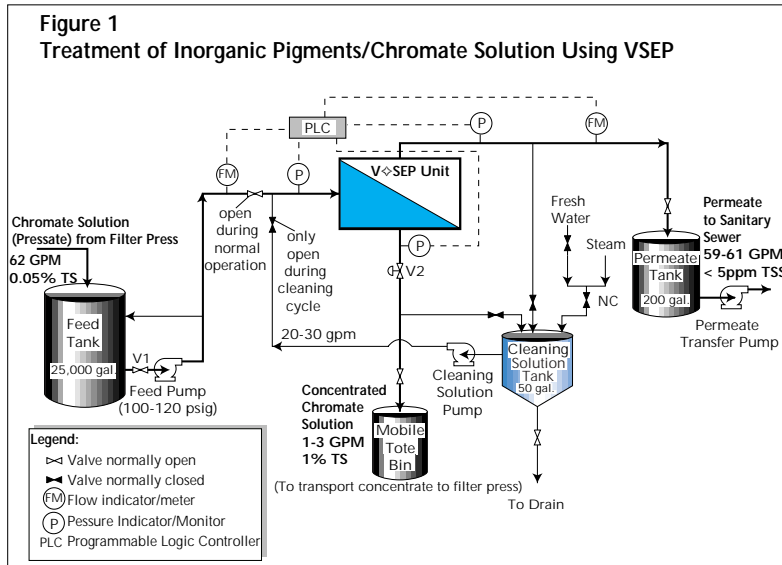 Figure 1
Treatment of Inorganic Pigments/Chromate Solution Using VSEP
PLC
FM
P
P
FM
V✧SEP Unit
open
during
normal
operation
only
open
during
cleaning
cycle
P
V2
Chromate Solution
(Pressate) from Filter Press
62 GPM
0.05% TS
Feed
Tank
25,000 gal.
V1
Feed Pump
(100-120 psig)
20-30 gpm
Fresh
Water
Steam
NC
Permeate
to Sanitary
Sewer
59-61 GPM
< 5ppm TSS
Permeate
Tank
200 gal.
Permeate
Transfer Pump
Cleaning
Solution
Pump
Cleaning
Solution
Tank
50 gal.
Concentrated
Chromate
Solution
1-3 GPM
1% TS
Mobile
Tote
Bin
(To transport concentrate to filter press)
To Drain
Legend:
Valve normally open
Valve normally closed
FM Flow indicator/meter
P Pessure Indicator/Monitor
PLC Programmable Logic Controller